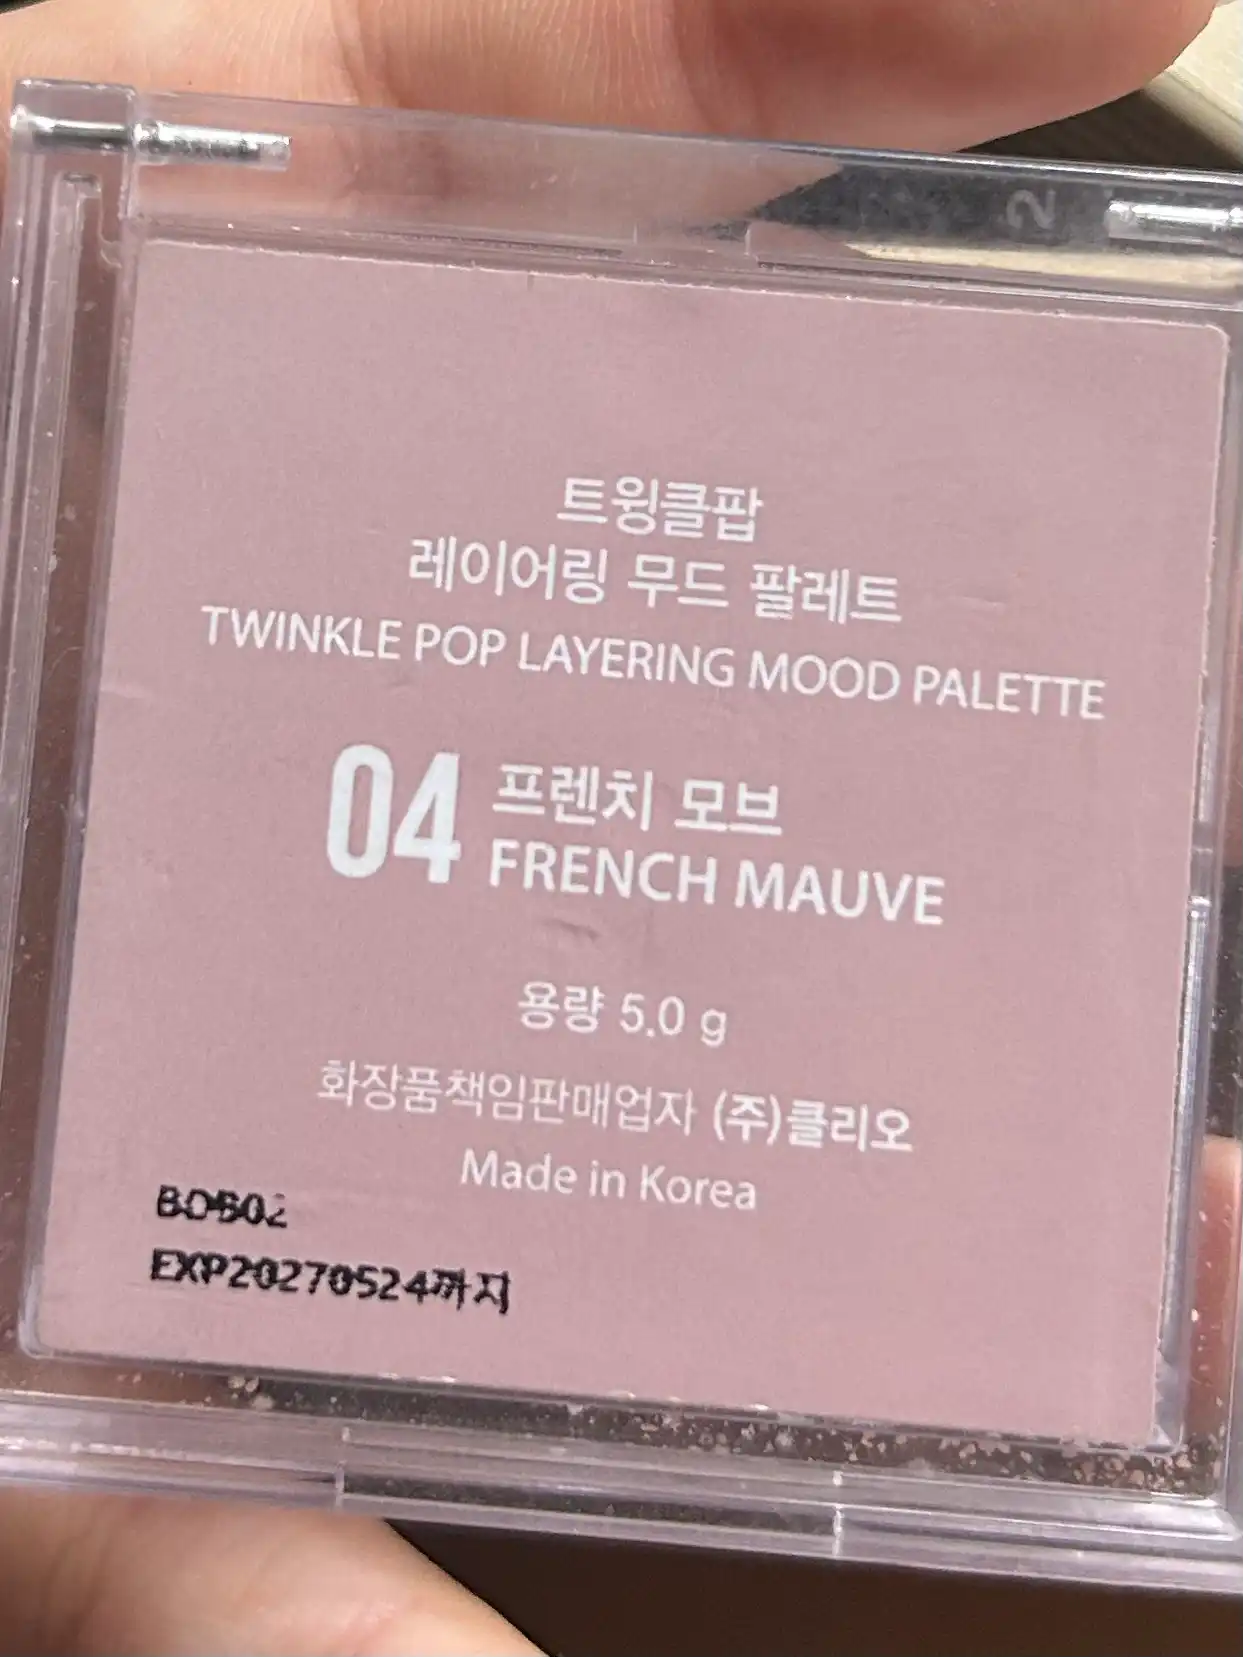 트윙클팝
레이어링 무드 팔레트
TWINKLE POP LAYERING MOOD PALETTE
04 프렌치 모브
FRENCH MAUVE
용량 5.0 g
화장품책임판매업자 (주)클리오
Made in Korea
EXP20270524까지
2